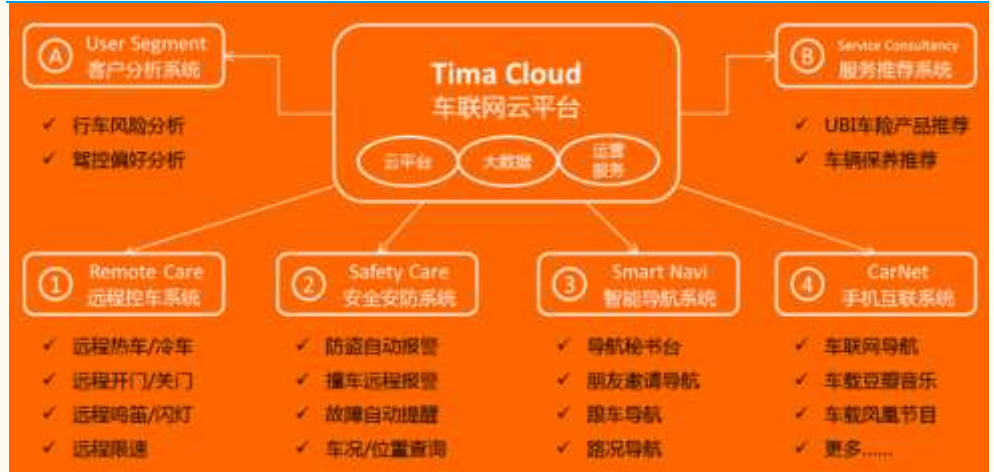 A
User Segment
客户分析系统
行车风险分析
驾控偏好分析
Tima Cloud
车联网云平台
云平台
大数据
运营
服务
B
Service Consultancy
服务推荐系统
UBI车险产品推荐
车辆保养推荐
1
Remote Care
远程控车系统
远程热车/冷车
远程开门/关门
远程鸣笛/闪灯
远程限速
2
Safety Care
安全安防系统
防盗自动报警
撞车远程报警
故障自动提醒
车况/位置查询
3
Smart Navi
智能导航系统
导航秘书台
朋友邀请导航
跟车导航
路况导航
4
CarNet
手机互联系统
车联网导航
车载豆瓣音乐
车载凤凰节目
更多……